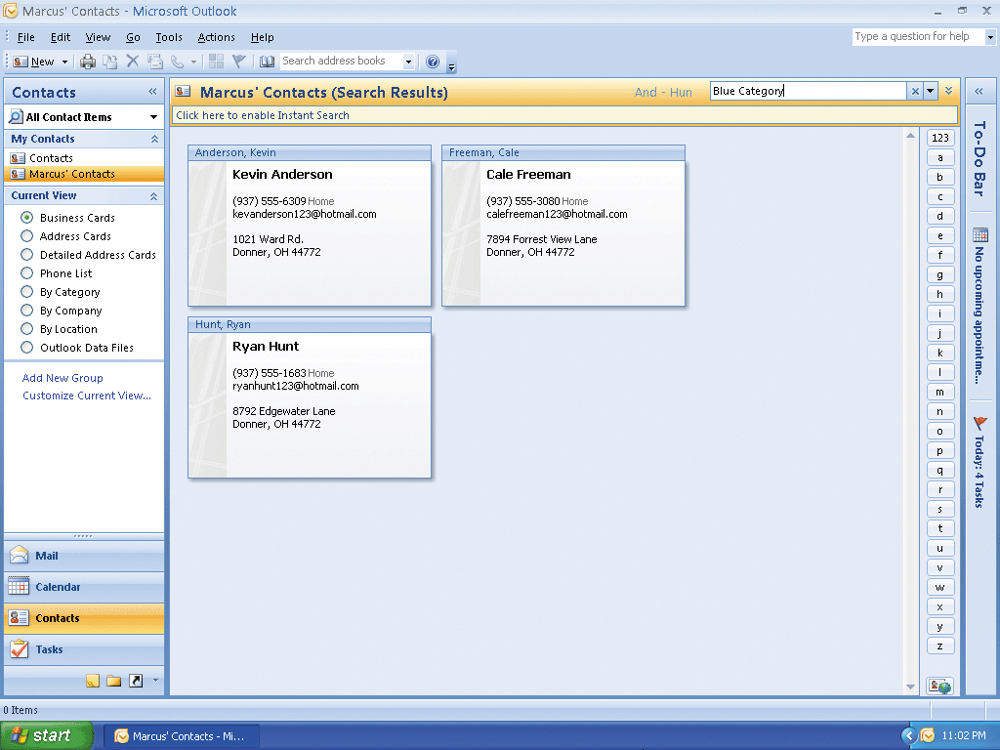 Marcus' Contacts - Microsoft Outlook
File Edit View Go Tools Actions Help
Type a question for help
New
Search address books
Contacts
All Contact Items
My Contacts
Contacts
Marcus' Contacts
Current View
Business Cards
Address Cards
Detailed Address Cards
Phone List
By Category
By Company
By Location
Outlook Data Files
Add New Group
Customize Current View...
Mail
Calendar
Contacts
Tasks
Marcus' Contacts (Search Results)
And - Hun
Blue Category
Click here to enable Instant Search
Anderson, Kevin
Kevin Anderson
(937) 555-6309 Home
kevanderson123@hotmail.com
1021 Ward Rd.
Donner, OH 44772
Freeman, Cale
Cale Freeman
(937) 555-3080 Home
calefreeman123@hotmail.com
7894 Forrest View Lane
Donner, OH 44772
Hunt, Ryan
Ryan Hunt
(937) 555-1683 Home
ryanhunt123@hotmail.com
8792 Edgewater Lane
Donner, OH 44772
123
a
b
c
d
e
f
g
h
i
j
k
l
m
n
o
p
q
r
s
t
u
v
w
x
y
z
To-Do Bar
No upcoming appointme...
Today: 4 Tasks
0 Items
start
Marcus' Contacts - Mi...
11:02 PM